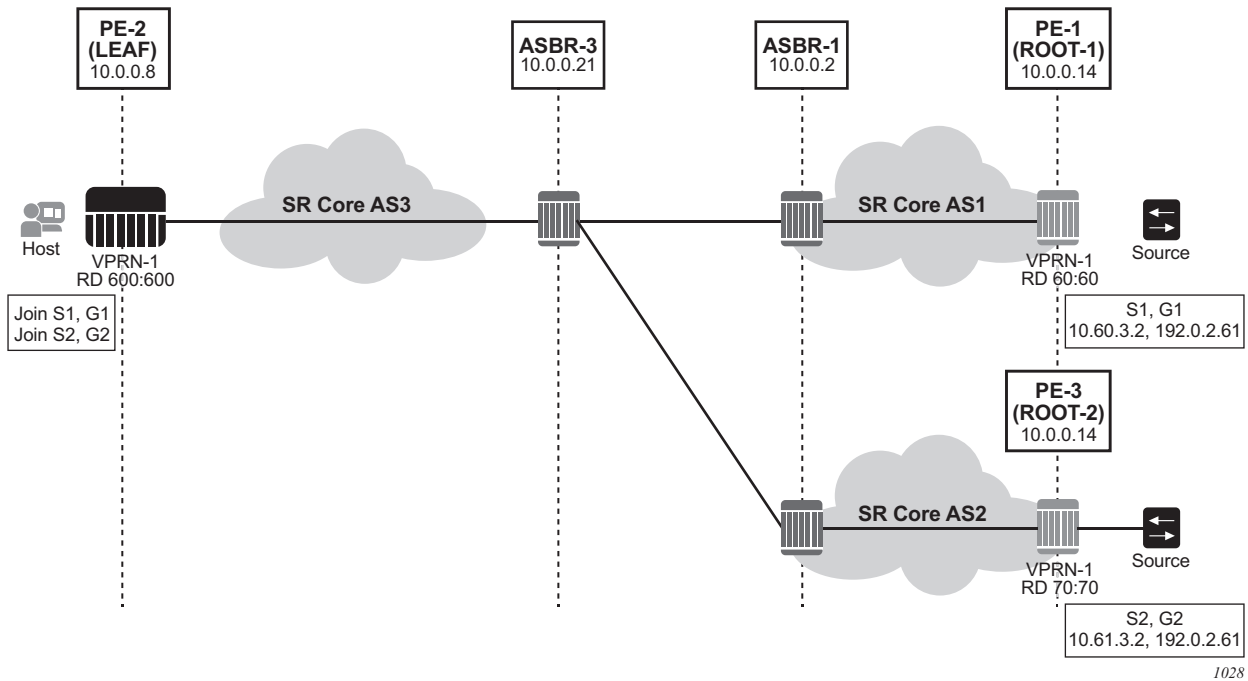 PE-2
(LEAF)
10.0.0.8
ASBR-3
10.0.0.21
ASBR-1
10.0.0.2
PE-1
(ROOT-1)
10.0.0.14
SR Core AS3
SR Core AS1
Host
VPRN-1
RD 600:600
VPRN-1
RD 60:60
Source
Join S1, G1
Join S2, G2
S1, G1
10.60.3.2, 192.0.2.61
PE-3
(ROOT-2)
10.0.0.14
SR Core AS2
VPRN-1
RD 70:70
Source
S2, G2
10.61.3.2, 192.0.2.61
1028